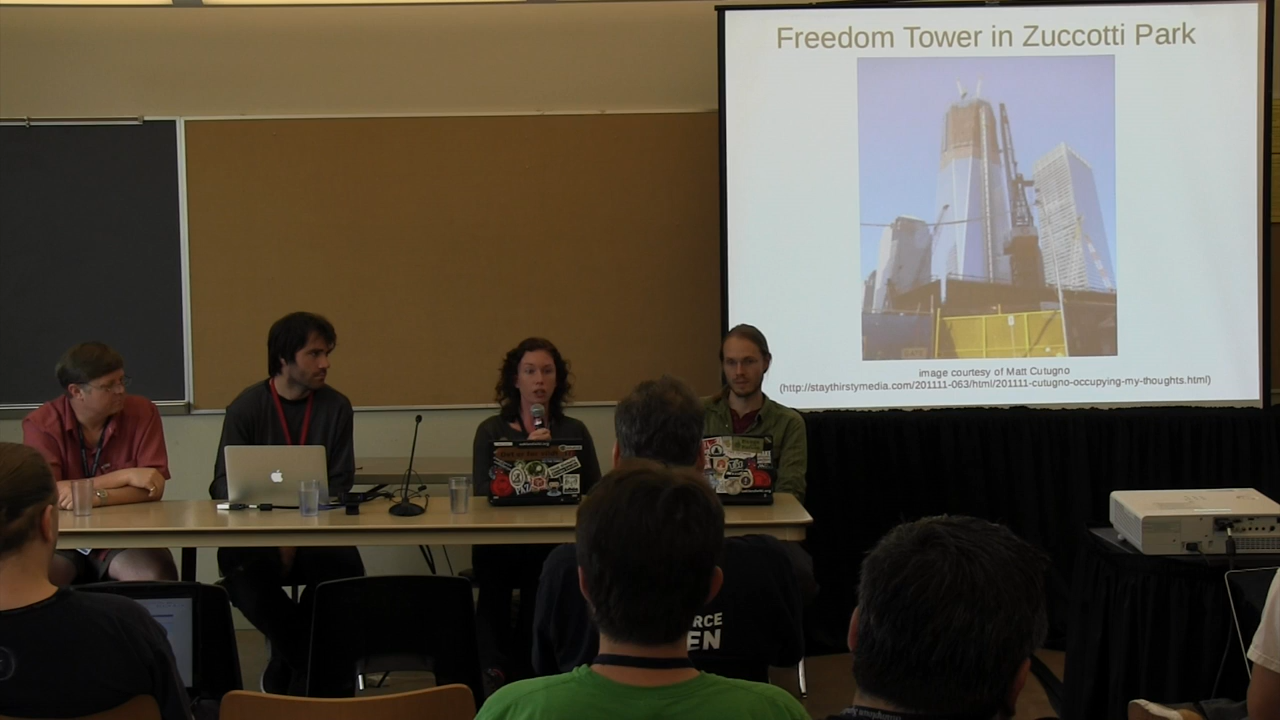 Freedom Tower in Zuccotti Park
image courtesy of Matt Cutugno
(http://staythirstymedia.com/201111-063/html/201111-cutugno-occupying-my-thoughts.html)
RCE
EN